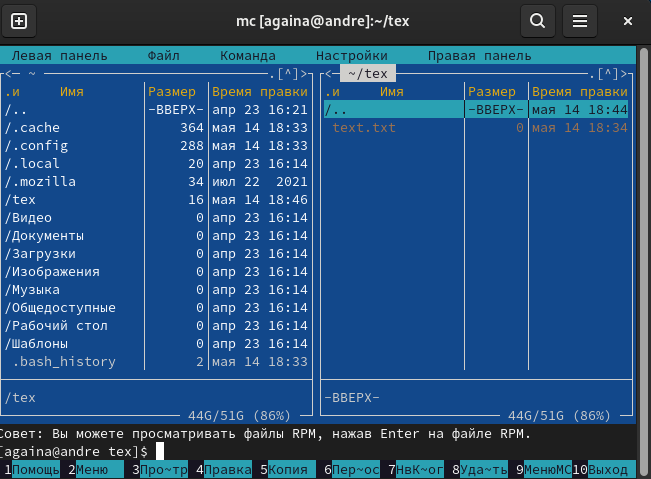 mc [againa@andre]:~/tex
Левая панель Файл Команда Настройки Правая панель
<─ ~ .[^]> <─ ~/tex .[^]>
.и Имя Размер Время правки .и Имя Размер Время правки
/.. -ВВЕРХ- апр 23 16:21 /.. -ВВЕРХ- мая 14 18:44
/.cache 364 мая 14 18:33 text.txt 0 мая 14 18:34
/.config 288 мая 14 18:33
/.local 20 апр 23 16:14
/.mozilla 34 июл 22 2021
/tex 16 мая 14 18:46
/Видео 0 апр 23 16:14
/Документы 0 апр 23 16:14
/Загрузки 0 апр 23 16:14
/Изображения 0 апр 23 16:14
/Музыка 0 апр 23 16:14
/Общедоступные 0 апр 23 16:14
/Рабочий стол 0 апр 23 16:14
/Шаблоны 0 апр 23 16:14
.bash_history 2 мая 14 18:33
/tex -ВВЕРХ-
44G/51G (86%) 44G/51G (86%)
Совет: Вы можете просматривать файлы RPM, нажав Enter на файле RPM.
[againa@andre tex]$
1Помощь 2Меню 3Про~тр 4Правка 5Копия 6Пер~ос 7НвК~ог 8Уда~ть 9МенюМС 10Выход